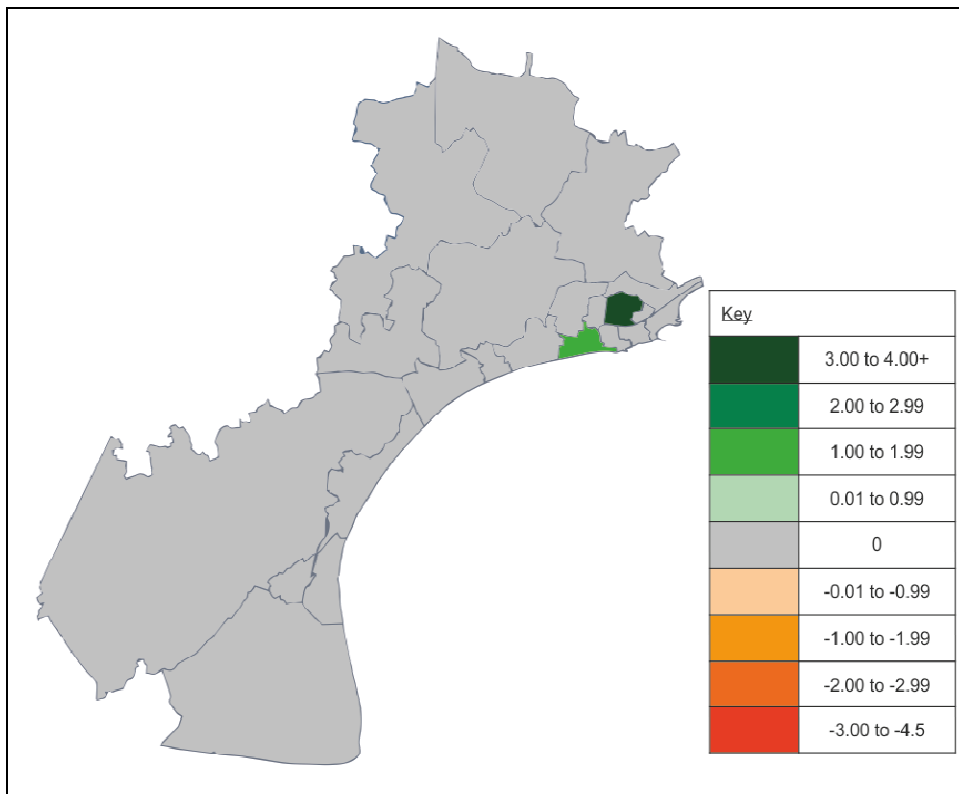 Key
3.00 to 4.00+
2.00 to 2.99
1.00 to 1.99
0.01 to 0.99
0
-0.01 to -0.99
-1.00 to -1.99
-2.00 to -2.99
-3.00 to -4.5